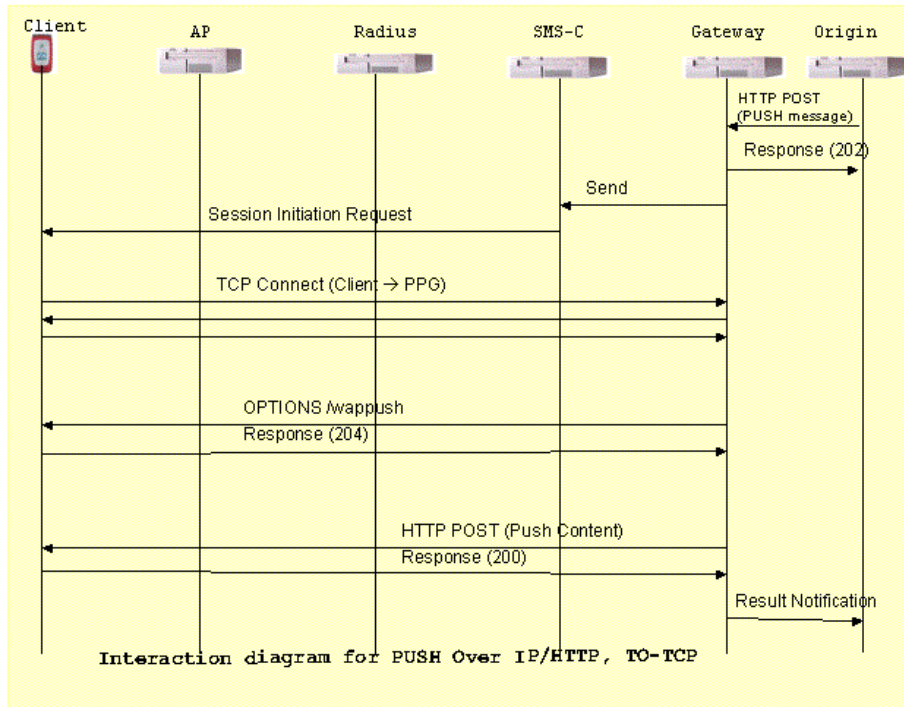 Client AP Radius SMS-C Gateway Origin
HTTP POST
(PUSH message)
Response (202)
Send
Session Initiation Request
TCP Connect (Client → PPG)
OPTIONS /wappush
Response (204)
HTTP POST (Push Content)
Response (200)
Result Notification
Interaction diagram for PUSH Over IP/HTTP, TO-TCP